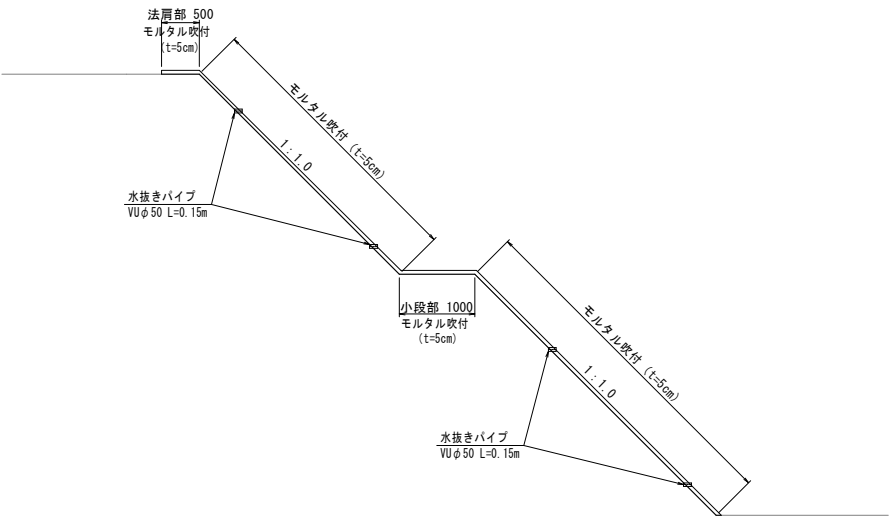 法肩部 500
モルタル吹付
(t=5cm)
モルタル吹付 (t=5cm)
1:1.0
水抜きパイプ
VUφ50 L=0.15m
小段部 1000
モルタル吹付
(t=5cm)
モルタル吹付 (t=5cm)
1:1.0
水抜きパイプ
VUφ50 L=0.15m